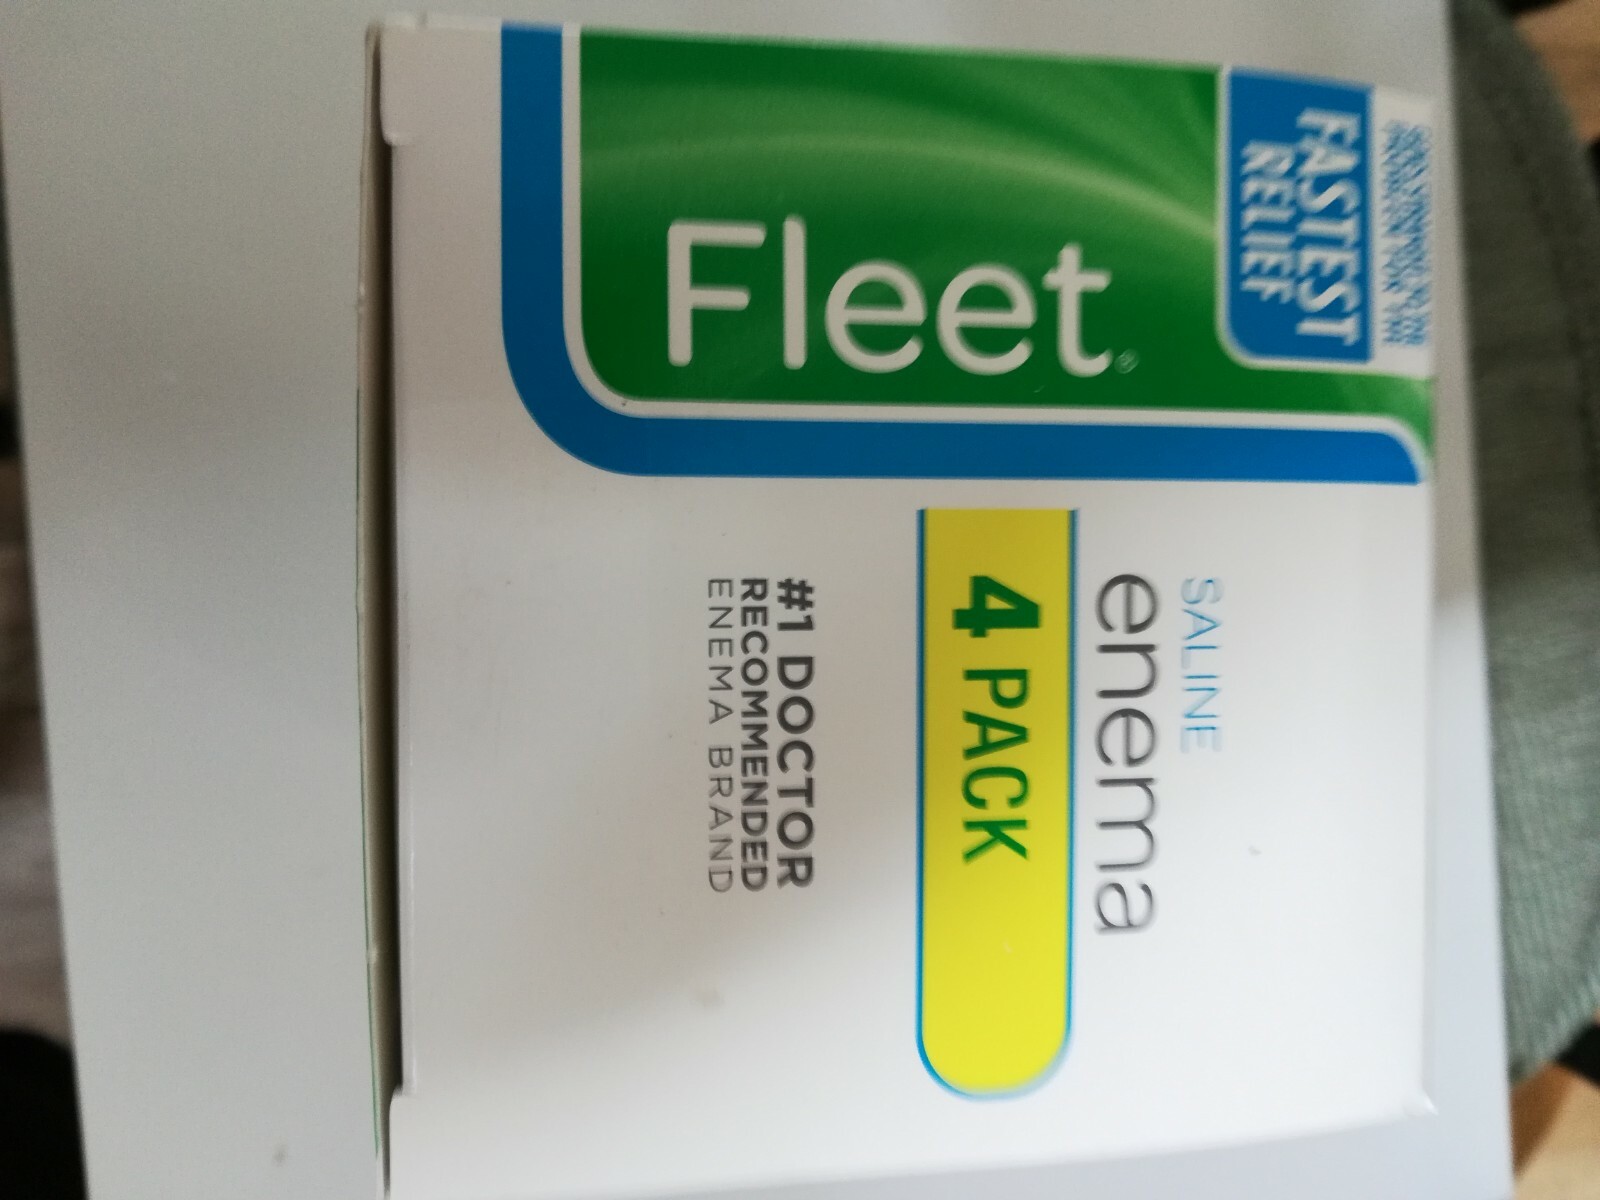 Fleet®
FASTEST
RELIEF
SALINE
enema
4 PACK
#1 DOCTOR
RECOMMENDED
ENEMA BRAND